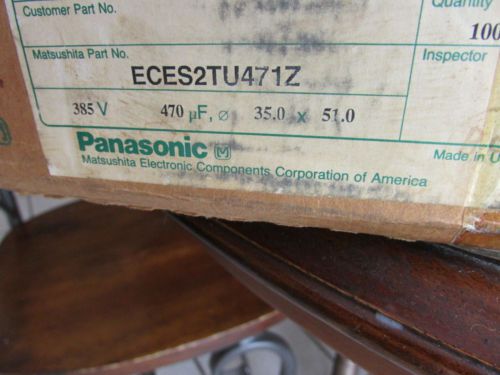 Customer Part No.
Quantity
100
Matsushita Part No.
Inspector
ECES2TU471Z
385 V 470 µF, ø 35.0 x 51.0
Panasonic M
Made in U
Matsushita Electronic Components Corporation of America